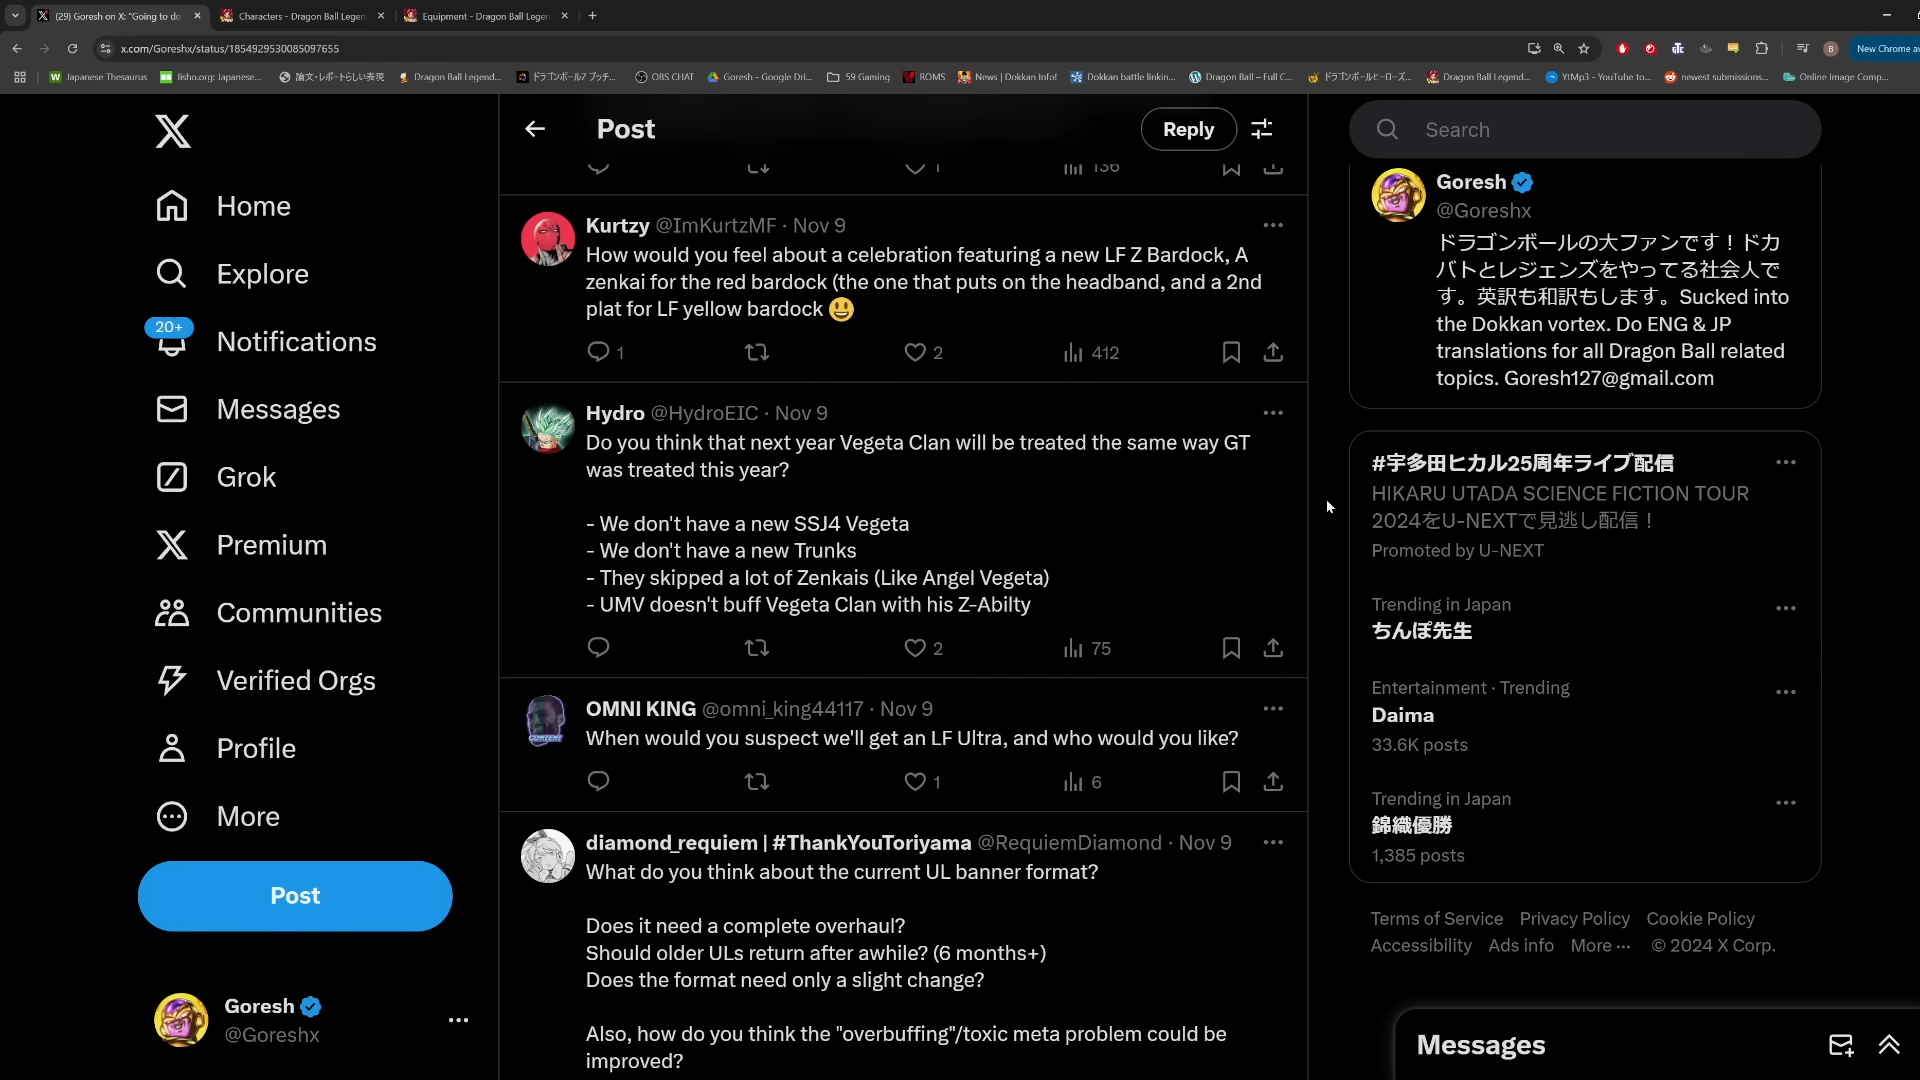 (29) Goresh on X: "Going to do
Characters - Dragon Ball Legen
Equipment - Dragon Ball Legen
x.com/Goreshx/status/1854929530085097655
New Chrome av
Japanese Thesaurus
Jisho.org: Japanese...
論文・レポートらしい表現
Dragon Ball Legend...
ドラゴンボールZ ブッチ...
OBS CHAT
Goresh - Google Dri...
59 Gaming
ROMS
News | Dokkan Info!
Dokkan battle linkin...
Dragon Ball – Full C...
ドラゴンボールヒーローズ...
Dragon Ball Legend...
YtMp3 - YouTube to...
newest submissions...
Online Image Comp...
Home
Explore
20+
Notifications
Messages
Grok
Premium
Communities
Verified Orgs
Profile
More
Post
Goresh
@Goreshx
Post
Reply
1
136
Kurtzy @ImKurtzMF · Nov 9
How would you feel about a celebration featuring a new LF Z Bardock, A
zenkai for the red bardock (the one that puts on the headband, and a 2nd
plat for LF yellow bardock 😃
1
2
412
Hydro @HydroEIC · Nov 9
Do you think that next year Vegeta Clan will be treated the same way GT
was treated this year?
- We don't have a new SSJ4 Vegeta
- We don't have a new Trunks
- They skipped a lot of Zenkais (Like Angel Vegeta)
- UMV doesn't buff Vegeta Clan with his Z-Abilty
2
75
OMNI KING @omni_king44117 · Nov 9
When would you suspect we'll get an LF Ultra, and who would you like?
1
6
diamond_requiem | #ThankYouToriyama @RequiemDiamond · Nov 9
What do you think about the current UL banner format?
Does it need a complete overhaul?
Should older ULs return after awhile? (6 months+)
Does the format need only a slight change?
Also, how do you think the "overbuffing"/toxic meta problem could be
improved?
Search
Goresh
@Goreshx
ドラゴンボールの大ファンです！ドカ
バトとレジェンズをやってる社会人で
す。英訳も和訳もします。Sucked into
the Dokkan vortex. Do ENG & JP
translations for all Dragon Ball related
topics. Goresh127@gmail.com
#宇多田ヒカル25周年ライブ配信
HIKARU UTADA SCIENCE FICTION TOUR
2024をU-NEXTで見逃し配信！
Promoted by U-NEXT
Trending in Japan
ちんぽ先生
Entertainment · Trending
Daima
33.6K posts
Trending in Japan
錦織優勝
1,385 posts
Terms of Service Privacy Policy Cookie Policy
Accessibility Ads info More ··· © 2024 X Corp.
Messages